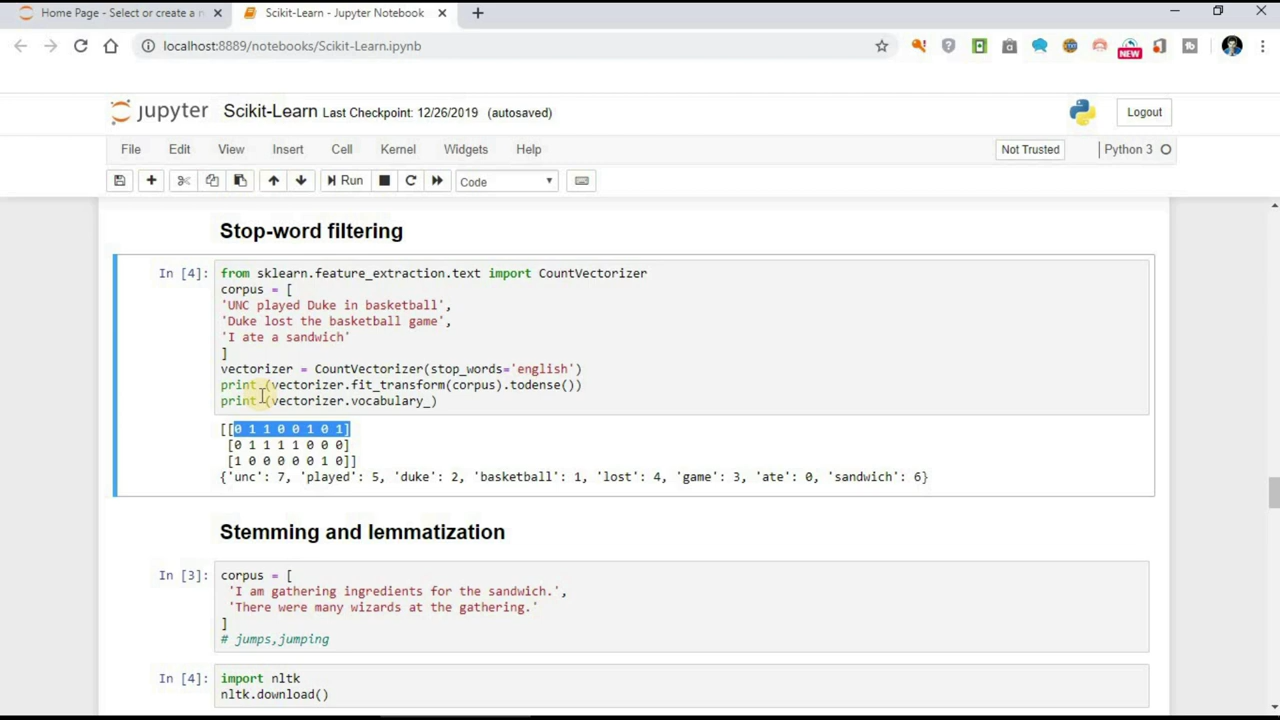 Home Page - Select or create a n
Scikit-Learn - Jupyter Notebook
localhost:8889/notebooks/Scikit-Learn.ipynb
NEW
jupyter Scikit-Learn Last Checkpoint: 12/26/2019 (autosaved)
Logout
File Edit View Insert Cell Kernel Widgets Help
Not Trusted
Python 3
Run
Code
Stop-word filtering
In [4]:
from sklearn.feature_extraction.text import CountVectorizer
corpus = [
'UNC played Duke in basketball',
'Duke lost the basketball game',
'I ate a sandwich'
]
vectorizer = CountVectorizer(stop_words='english')
print (vectorizer.fit_transform(corpus).todense())
print (vectorizer.vocabulary_)
[[0 1 1 0 0 1 0 1]
[0 1 1 1 1 0 0 0]
[1 0 0 0 0 0 1 0]]
{'unc': 7, 'played': 5, 'duke': 2, 'basketball': 1, 'lost': 4, 'game': 3, 'ate': 0, 'sandwich': 6}
Stemming and lemmatization
In [3]:
corpus = [
'I am gathering ingredients for the sandwich.',
'There were many wizards at the gathering.'
]
# jumps,jumping
In [4]:
import nltk
nltk.download()